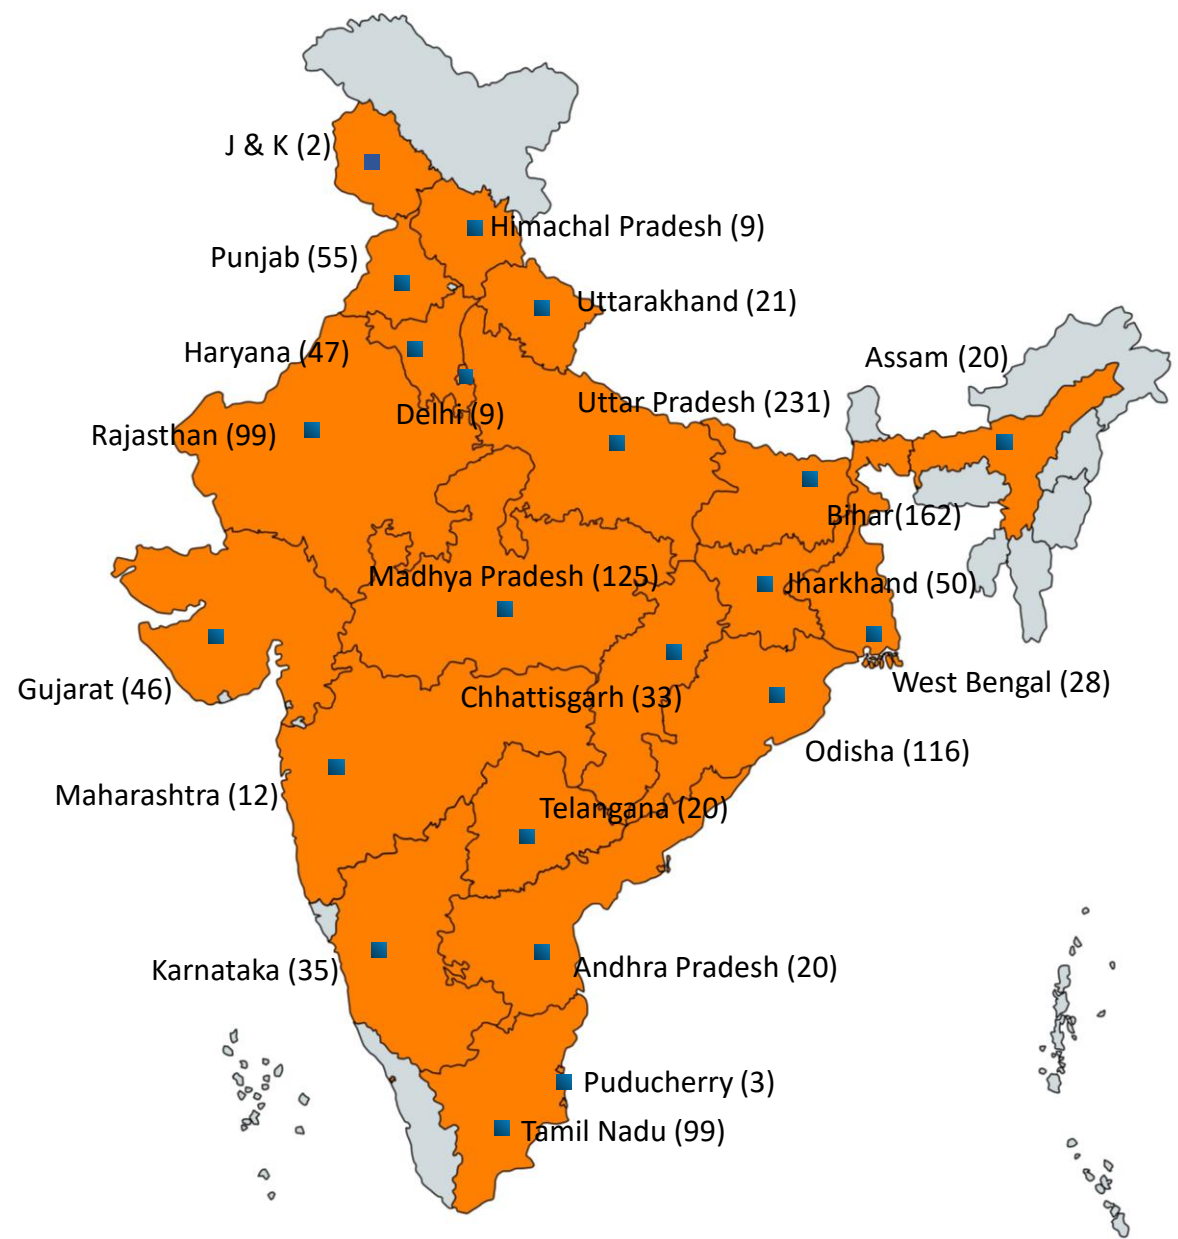 J & K (2)
Himachal Pradesh (9)
Punjab (55)
Uttarakhand (21)
Haryana (47)
Assam (20)
Delhi (9)
Uttar Pradesh (231)
Rajasthan (99)
Bihar(162)
Madhya Pradesh (125)
Jharkhand (50)
Gujarat (46)
Chhattisgarh (33)
West Bengal (28)
Odisha (116)
Maharashtra (12)
Telangana (20)
Karnataka (35)
Andhra Pradesh (20)
Puducherry (3)
Tamil Nadu (99)